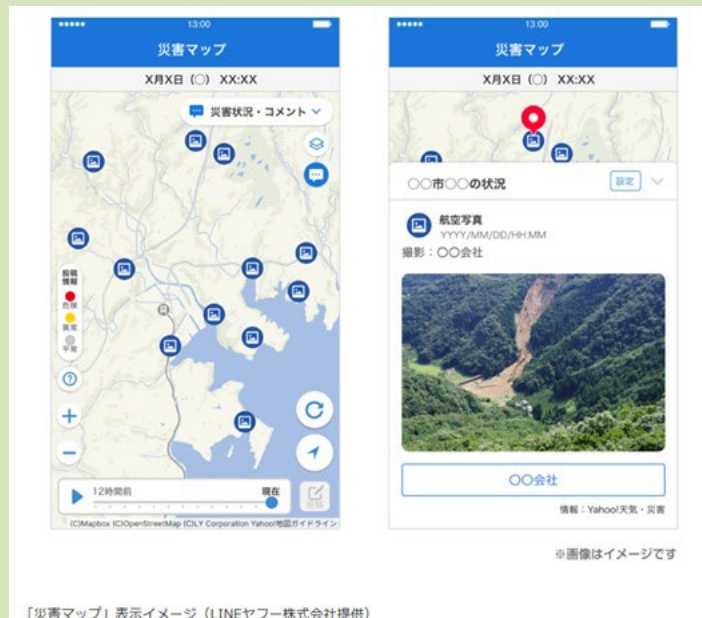 13:00
災害マップ
X月X日（○） XX:XX
災害状況・コメント
投稿
情報
危険
異常
平常
?
+
−
12時間前
現在
投稿
(C)Mapbox (C)OpenStreetMap (C)LY Corporation Yahoo!地図ガイドライン
13:00
災害マップ
X月X日（○） XX:XX
○○市○○の状況
設定
航空写真
YYYY/MM/DD/HH:MM
撮影：○○会社
○○会社
情報：Yahoo!天気・災害
※画像はイメージです
「災害マップ」表示イメージ（LINEヤフー株式会社提供）